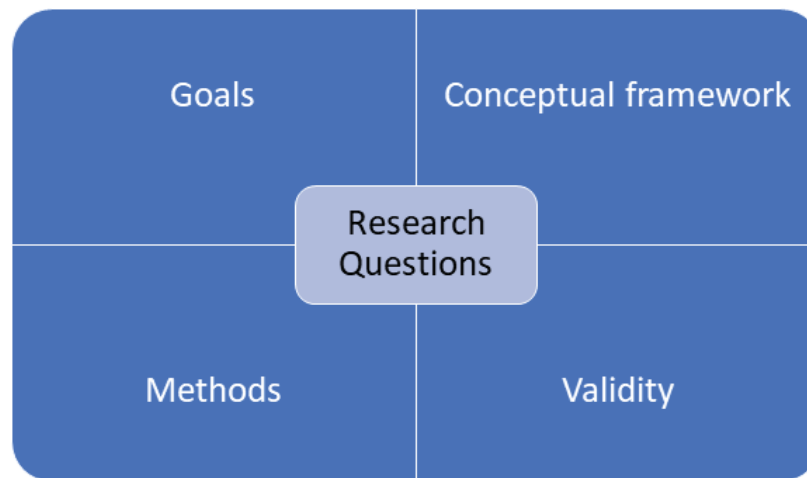 Goals
Conceptual framework
Research
Questions
Methods
Validity